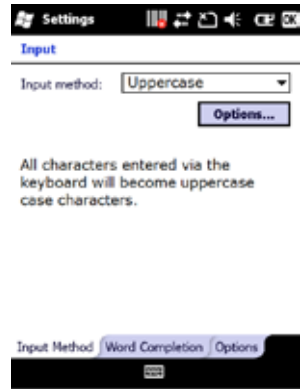 Settings
OK
Input
Input method: Uppercase
Options...
All characters entered via the
keyboard will become uppercase
case characters.
Input Method Word Completion Options